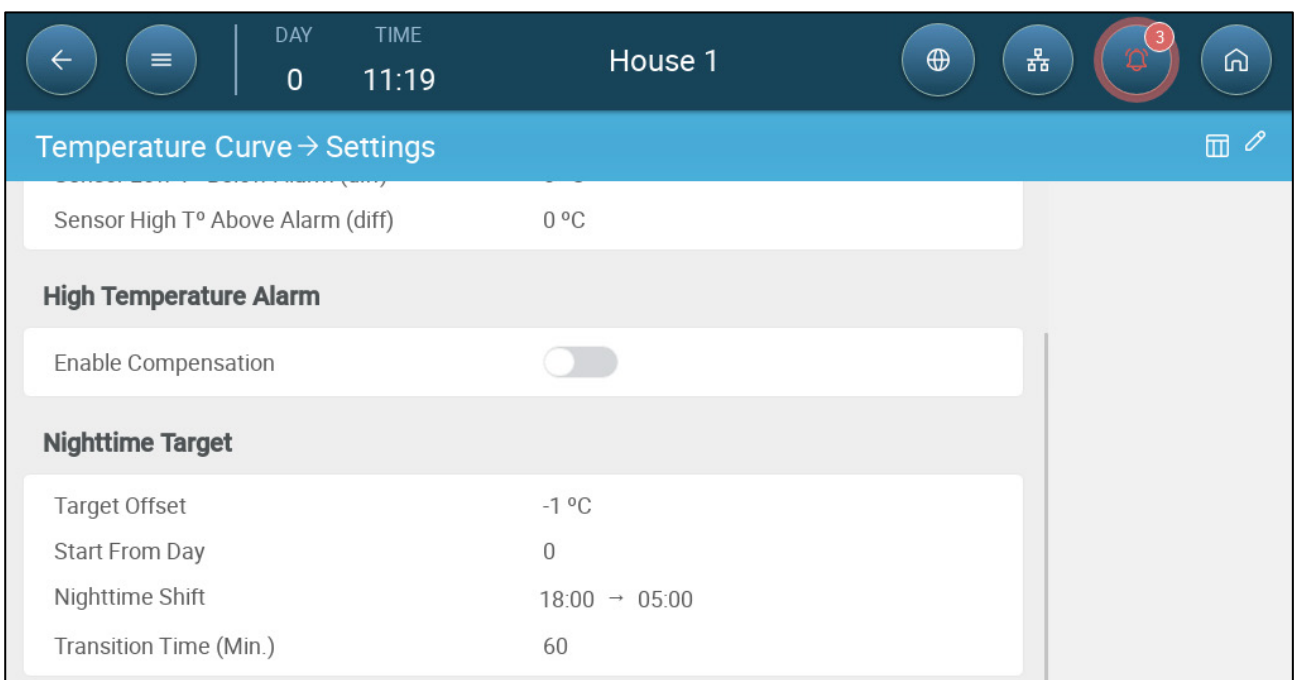 DAY TIME
0 11:19
House 1
3
Temperature Curve → Settings
Sensor High Tº Above Alarm (diff) 0 ºC
High Temperature Alarm
Enable Compensation
Nighttime Target
Target Offset -1 ºC
Start From Day 0
Nighttime Shift 18:00 → 05:00
Transition Time (Min.) 60